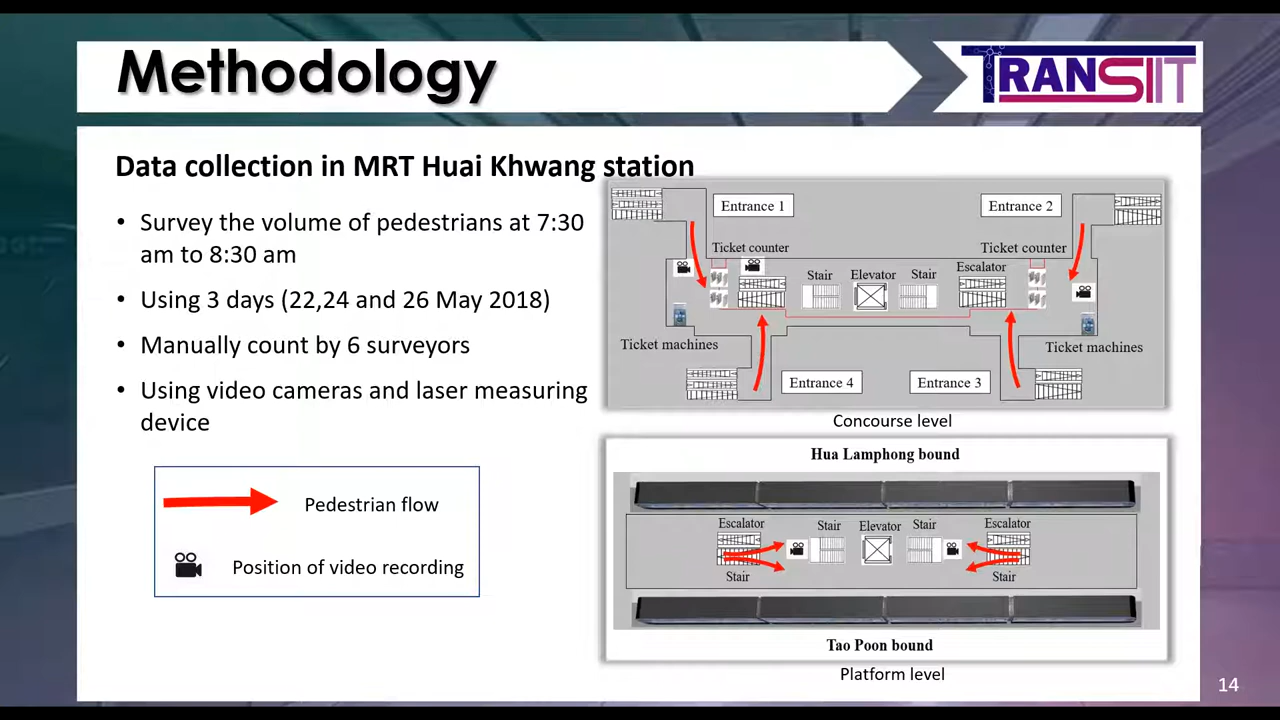 Methodology
TRANSIIT
Data collection in MRT Huai Khwang station
• Survey the volume of pedestrians at 7:30
am to 8:30 am
• Using 3 days (22,24 and 26 May 2018)
• Manually count by 6 surveyors
• Using video cameras and laser measuring
device
Pedestrian flow
Position of video recording
Entrance 1
Entrance 2
Ticket counter
Ticket counter
Stair
Elevator
Stair
Escalator
Ticket machines
Ticket machines
Entrance 4
Entrance 3
Concourse level
Hua Lamphong bound
Escalator
Stair
Elevator
Stair
Escalator
Stair
Stair
Tao Poon bound
Platform level
14